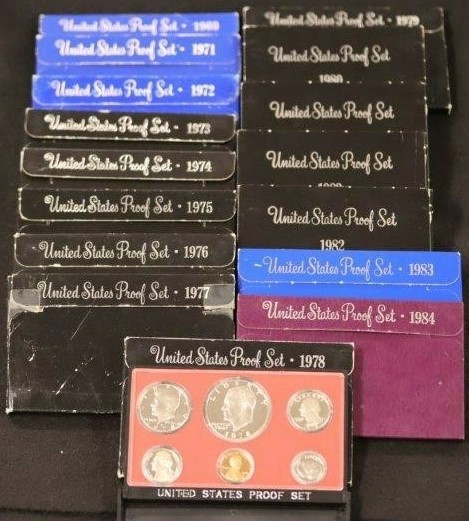 United States Proof Set · 1969
United States Proof Set · 1971
United States Proof Set · 1972
United States Proof Set · 1973
United States Proof Set · 1974
United States Proof Set · 1975
United States Proof Set · 1976
United States Proof Set · 1977
United States Proof Set · 1979
United States Proof Set
1980
United States Proof Set
United States Proof Set
United States Proof Set
1982
United States Proof Set · 1983
United States Proof Set · 1984
United States Proof Set · 1978
LIBERTY
1978
UNITED STATES PROOF SET